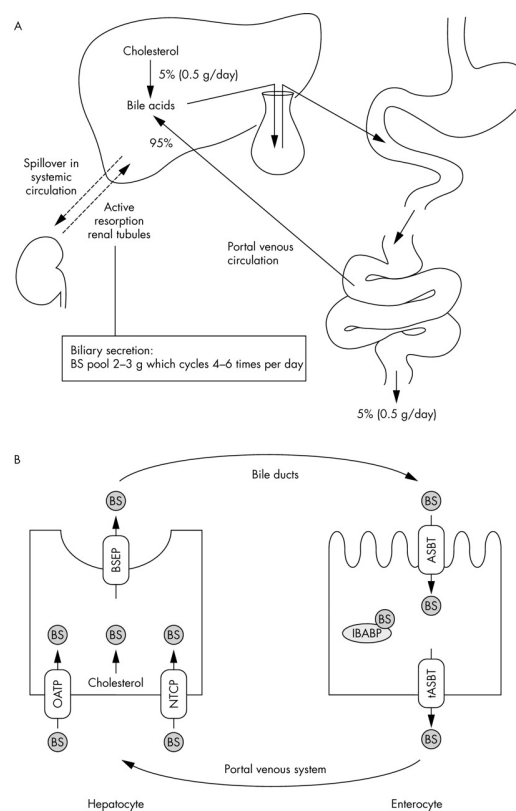 A
Cholesterol
5% (0.5 g/day)
Bile acids
95%
Spillover in
systemic
circulation
Active
resorption
renal tubules
Portal venous
circulation
Biliary secretion:
BS pool 2–3 g which cycles 4–6 times per day
5% (0.5 g/day)
B
Bile ducts
BS
BS
BSEP
ASBT
BS
BS
IBABP
BS
BS
BS
Cholesterol
OATP
NTCP
tASBT
BS
BS
BS
Portal venous system
Hepatocyte
Enterocyte